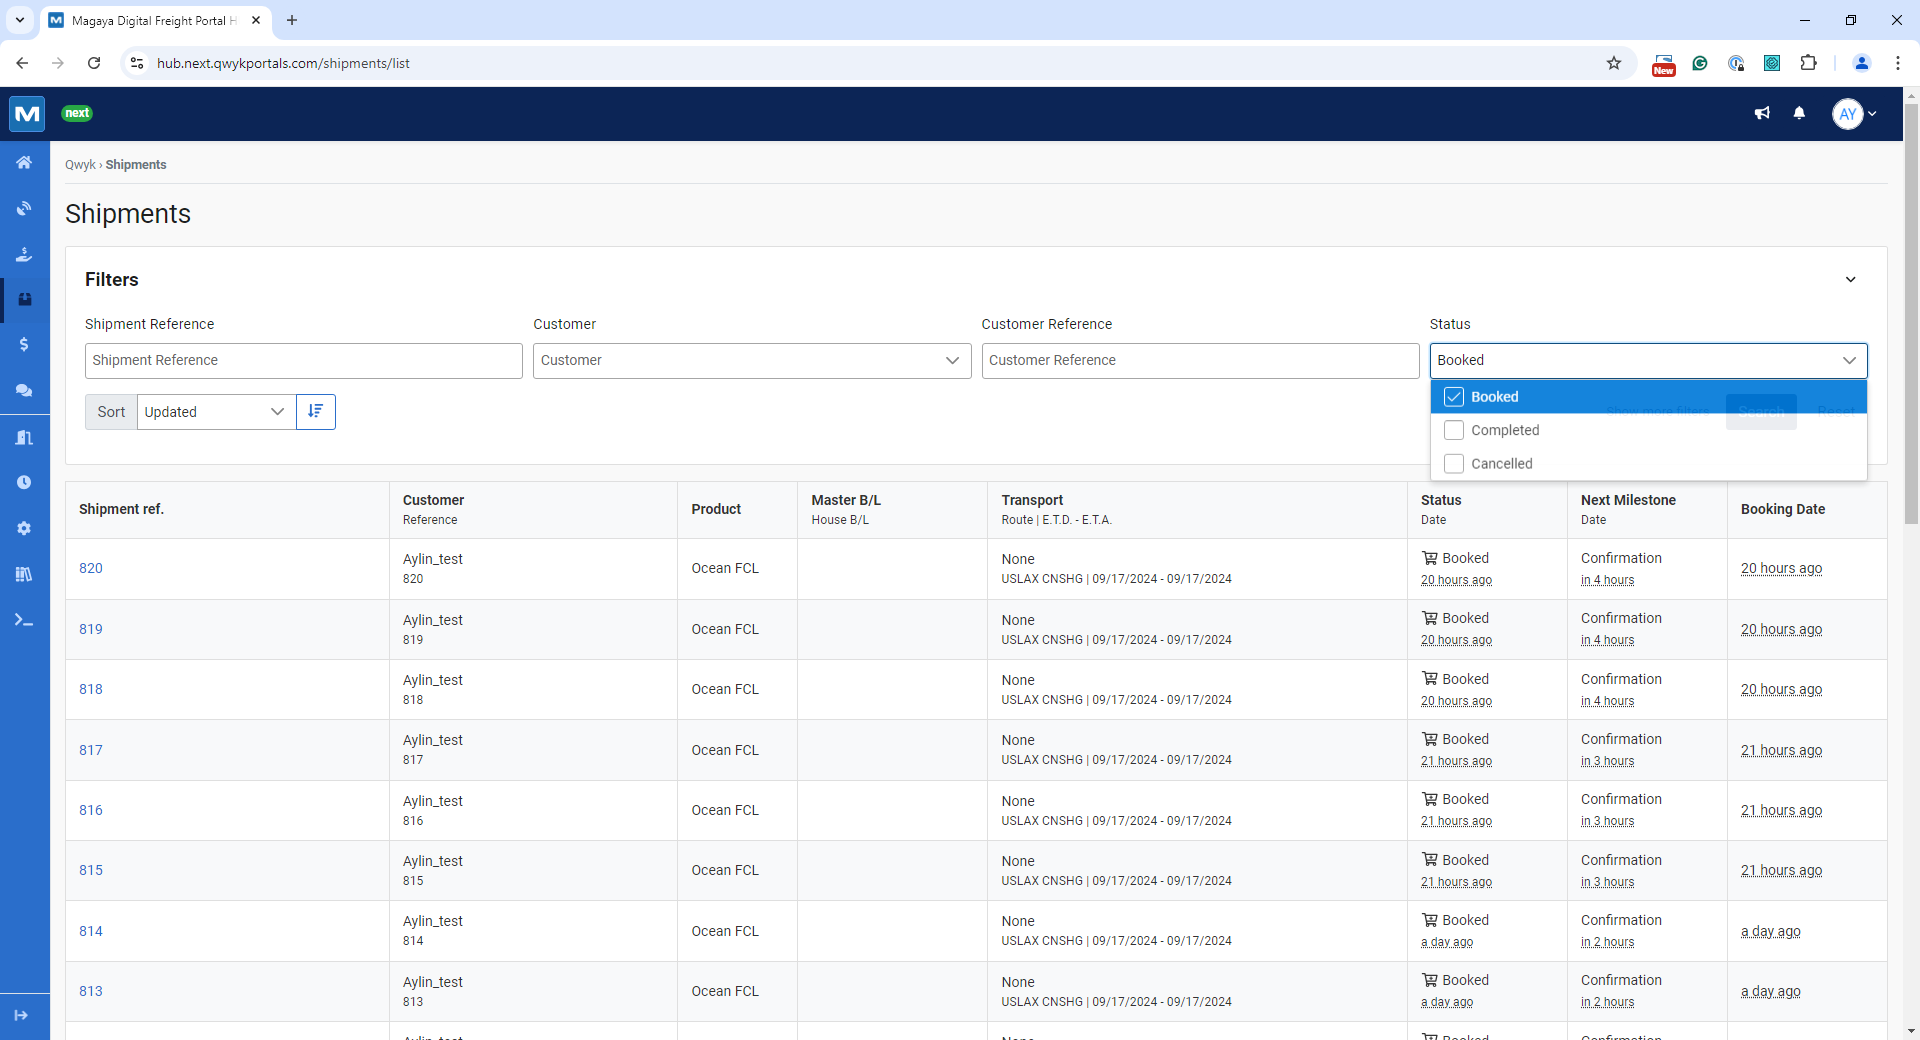 Magaya Digital Freight Portal H
hub.next.qwykportals.com/shipments/list
New
M
next
AY
Qwyk › Shipments
Shipments
Filters
Shipment Reference
Customer
Customer Reference
Status
Shipment Reference
Customer
Customer Reference
Booked
Sort
Updated
Booked
Show more filters
Search
Reset
Completed
Cancelled
Shipment ref.
Customer
Reference
Product
Master B/L
House B/L
Transport
Route | E.T.D. - E.T.A.
Status
Date
Next Milestone
Date
Booking Date
820
Aylin_test
820
Ocean FCL
None
USLAX CNSHG | 09/17/2024 - 09/17/2024
Booked
20 hours ago
Confirmation
in 4 hours
20 hours ago
819
Aylin_test
819
Ocean FCL
None
USLAX CNSHG | 09/17/2024 - 09/17/2024
Booked
20 hours ago
Confirmation
in 4 hours
20 hours ago
818
Aylin_test
818
Ocean FCL
None
USLAX CNSHG | 09/17/2024 - 09/17/2024
Booked
20 hours ago
Confirmation
in 4 hours
20 hours ago
817
Aylin_test
817
Ocean FCL
None
USLAX CNSHG | 09/17/2024 - 09/17/2024
Booked
21 hours ago
Confirmation
in 3 hours
21 hours ago
816
Aylin_test
816
Ocean FCL
None
USLAX CNSHG | 09/17/2024 - 09/17/2024
Booked
21 hours ago
Confirmation
in 3 hours
21 hours ago
815
Aylin_test
815
Ocean FCL
None
USLAX CNSHG | 09/17/2024 - 09/17/2024
Booked
21 hours ago
Confirmation
in 3 hours
21 hours ago
814
Aylin_test
814
Ocean FCL
None
USLAX CNSHG | 09/17/2024 - 09/17/2024
Booked
a day ago
Confirmation
in 2 hours
a day ago
813
Aylin_test
813
Ocean FCL
None
USLAX CNSHG | 09/17/2024 - 09/17/2024
Booked
a day ago
Confirmation
in 2 hours
a day ago
Aylin_test
None
Booked
Confirmation